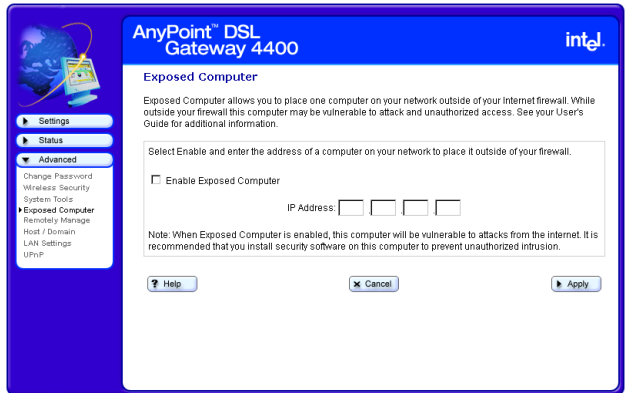 AnyPoint™ DSL
Gateway 4400
intel.
Settings
Status
Advanced
Change Password
Wireless Security
System Tools
Exposed Computer
Remotely Manage
Host / Domain
LAN Settings
UPnP
Exposed Computer
Exposed Computer allows you to place one computer on your network outside of your Internet firewall. While
outside your firewall this computer may be vulnerable to attack and unauthorized access. See your User's
Guide for additional information.
Select Enable and enter the address of a computer on your network to place it outside of your firewall.
Enable Exposed Computer
IP Address: . . .
Note: When Exposed Computer is enabled, this computer will be vulnerable to attacks from the internet. It is
recommended that you install security software on this computer to prevent unauthorized intrusion.
? Help
x Cancel
Apply